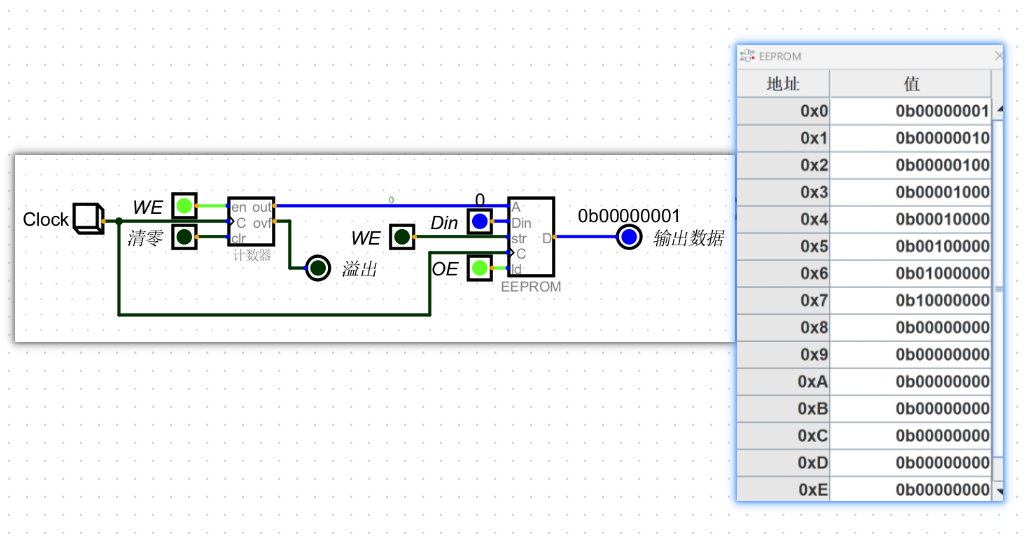 EEPROM
地址 值
0x0 0b00000001
0x1 0b00000010
0x2 0b00000100
0x3 0b00001000
0x4 0b00010000
0x5 0b00100000
0x6 0b01000000
0x7 0b10000000
0x8 0b00000000
0x9 0b00000000
0xA 0b00000000
0xB 0b00000000
0xC 0b00000000
0xD 0b00000000
0xE 0b00000000
Clock
WE
清零
en out
C ovf
clr
计数器
溢出
0
WE
0
Din
OE
A
Din
str
D
C
ld
EEPROM
0b00000001
输出数据